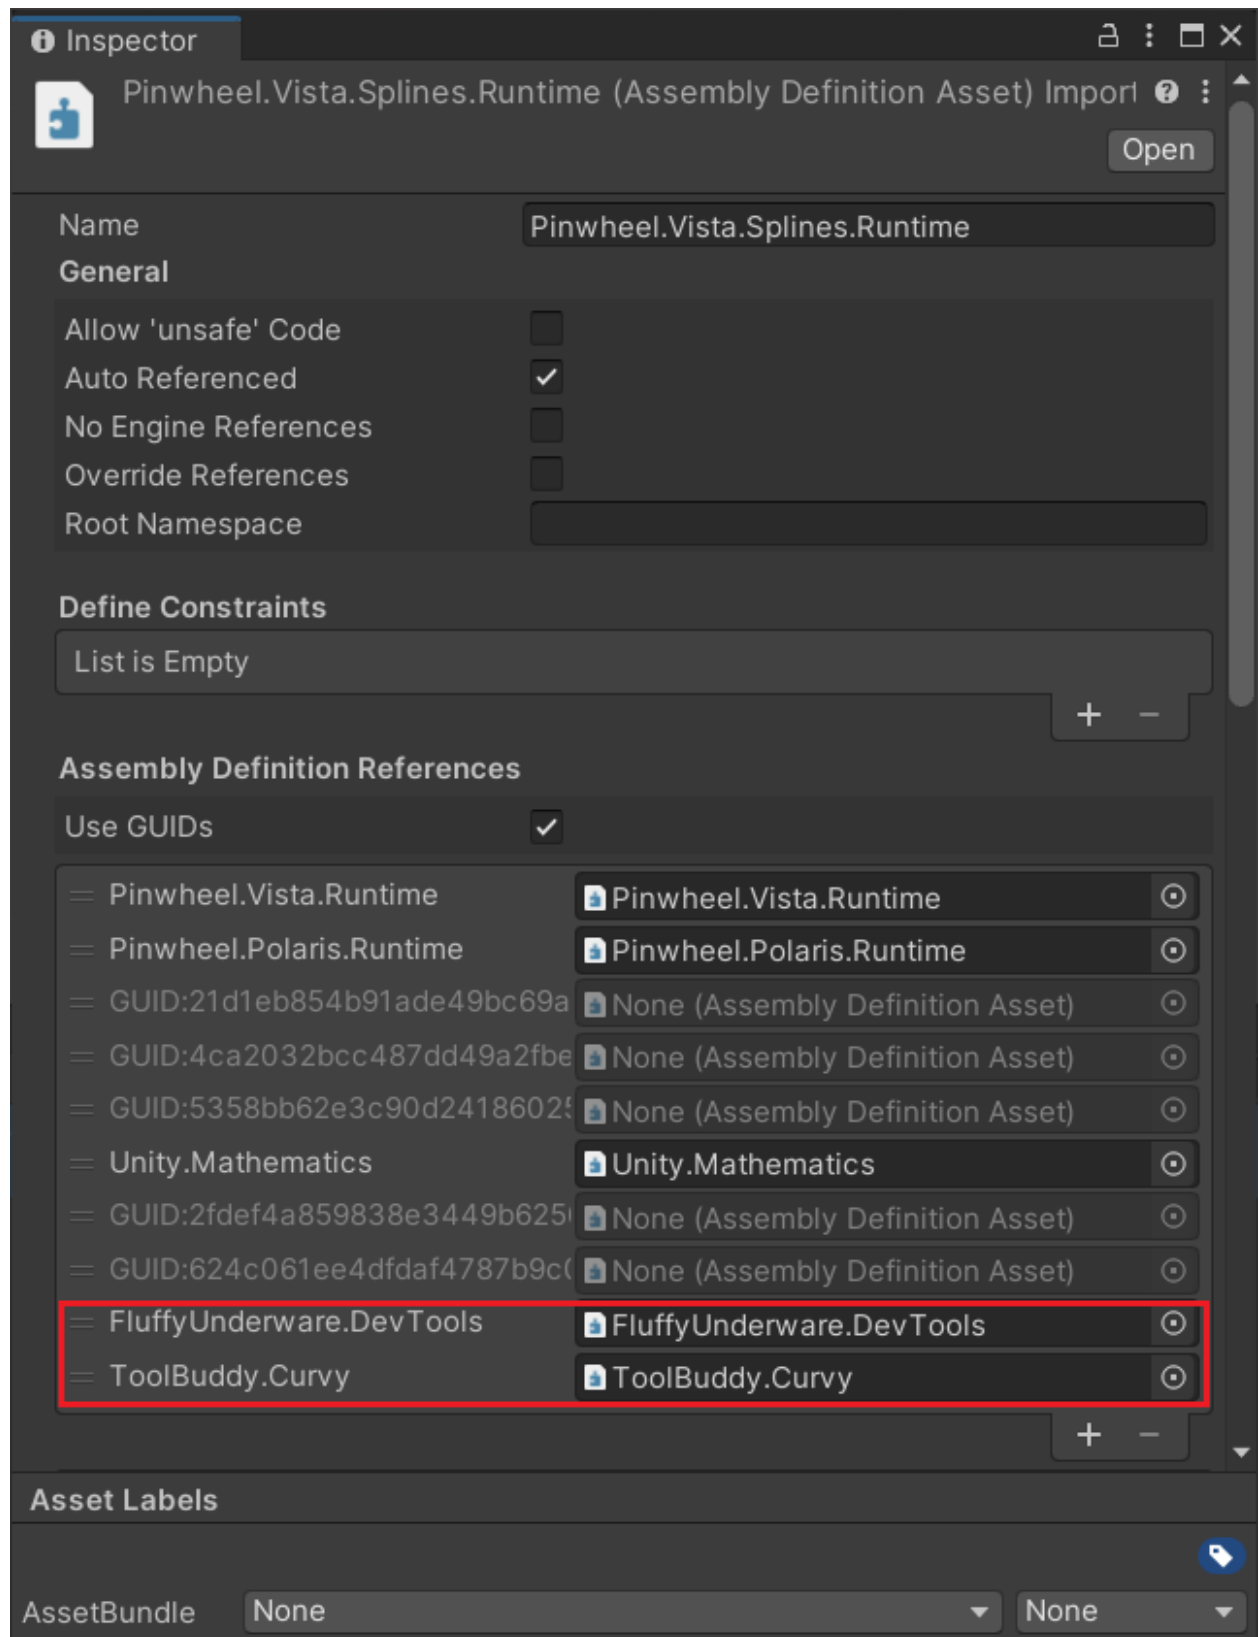 Inspector
Pinwheel.Vista.Splines.Runtime (Assembly Definition Asset) Import
Open
Name Pinwheel.Vista.Splines.Runtime
General
Allow 'unsafe' Code
Auto Referenced
No Engine References
Override References
Root Namespace
Define Constraints
List is Empty
+ −
Assembly Definition References
Use GUIDs
Pinwheel.Vista.Runtime Pinwheel.Vista.Runtime
Pinwheel.Polaris.Runtime Pinwheel.Polaris.Runtime
GUID:21d1eb854b91ade49bc69a None (Assembly Definition Asset)
GUID:4ca2032bcc487dd49a2fbe None (Assembly Definition Asset)
GUID:5358bb62e3c90d24186025 None (Assembly Definition Asset)
Unity.Mathematics Unity.Mathematics
GUID:2fdef4a859838e3449b625 None (Assembly Definition Asset)
GUID:624c061ee4dfdaf4787b9c None (Assembly Definition Asset)
FluffyUnderware.DevTools FluffyUnderware.DevTools
ToolBuddy.Curvy ToolBuddy.Curvy
+ −
Asset Labels
AssetBundle None None